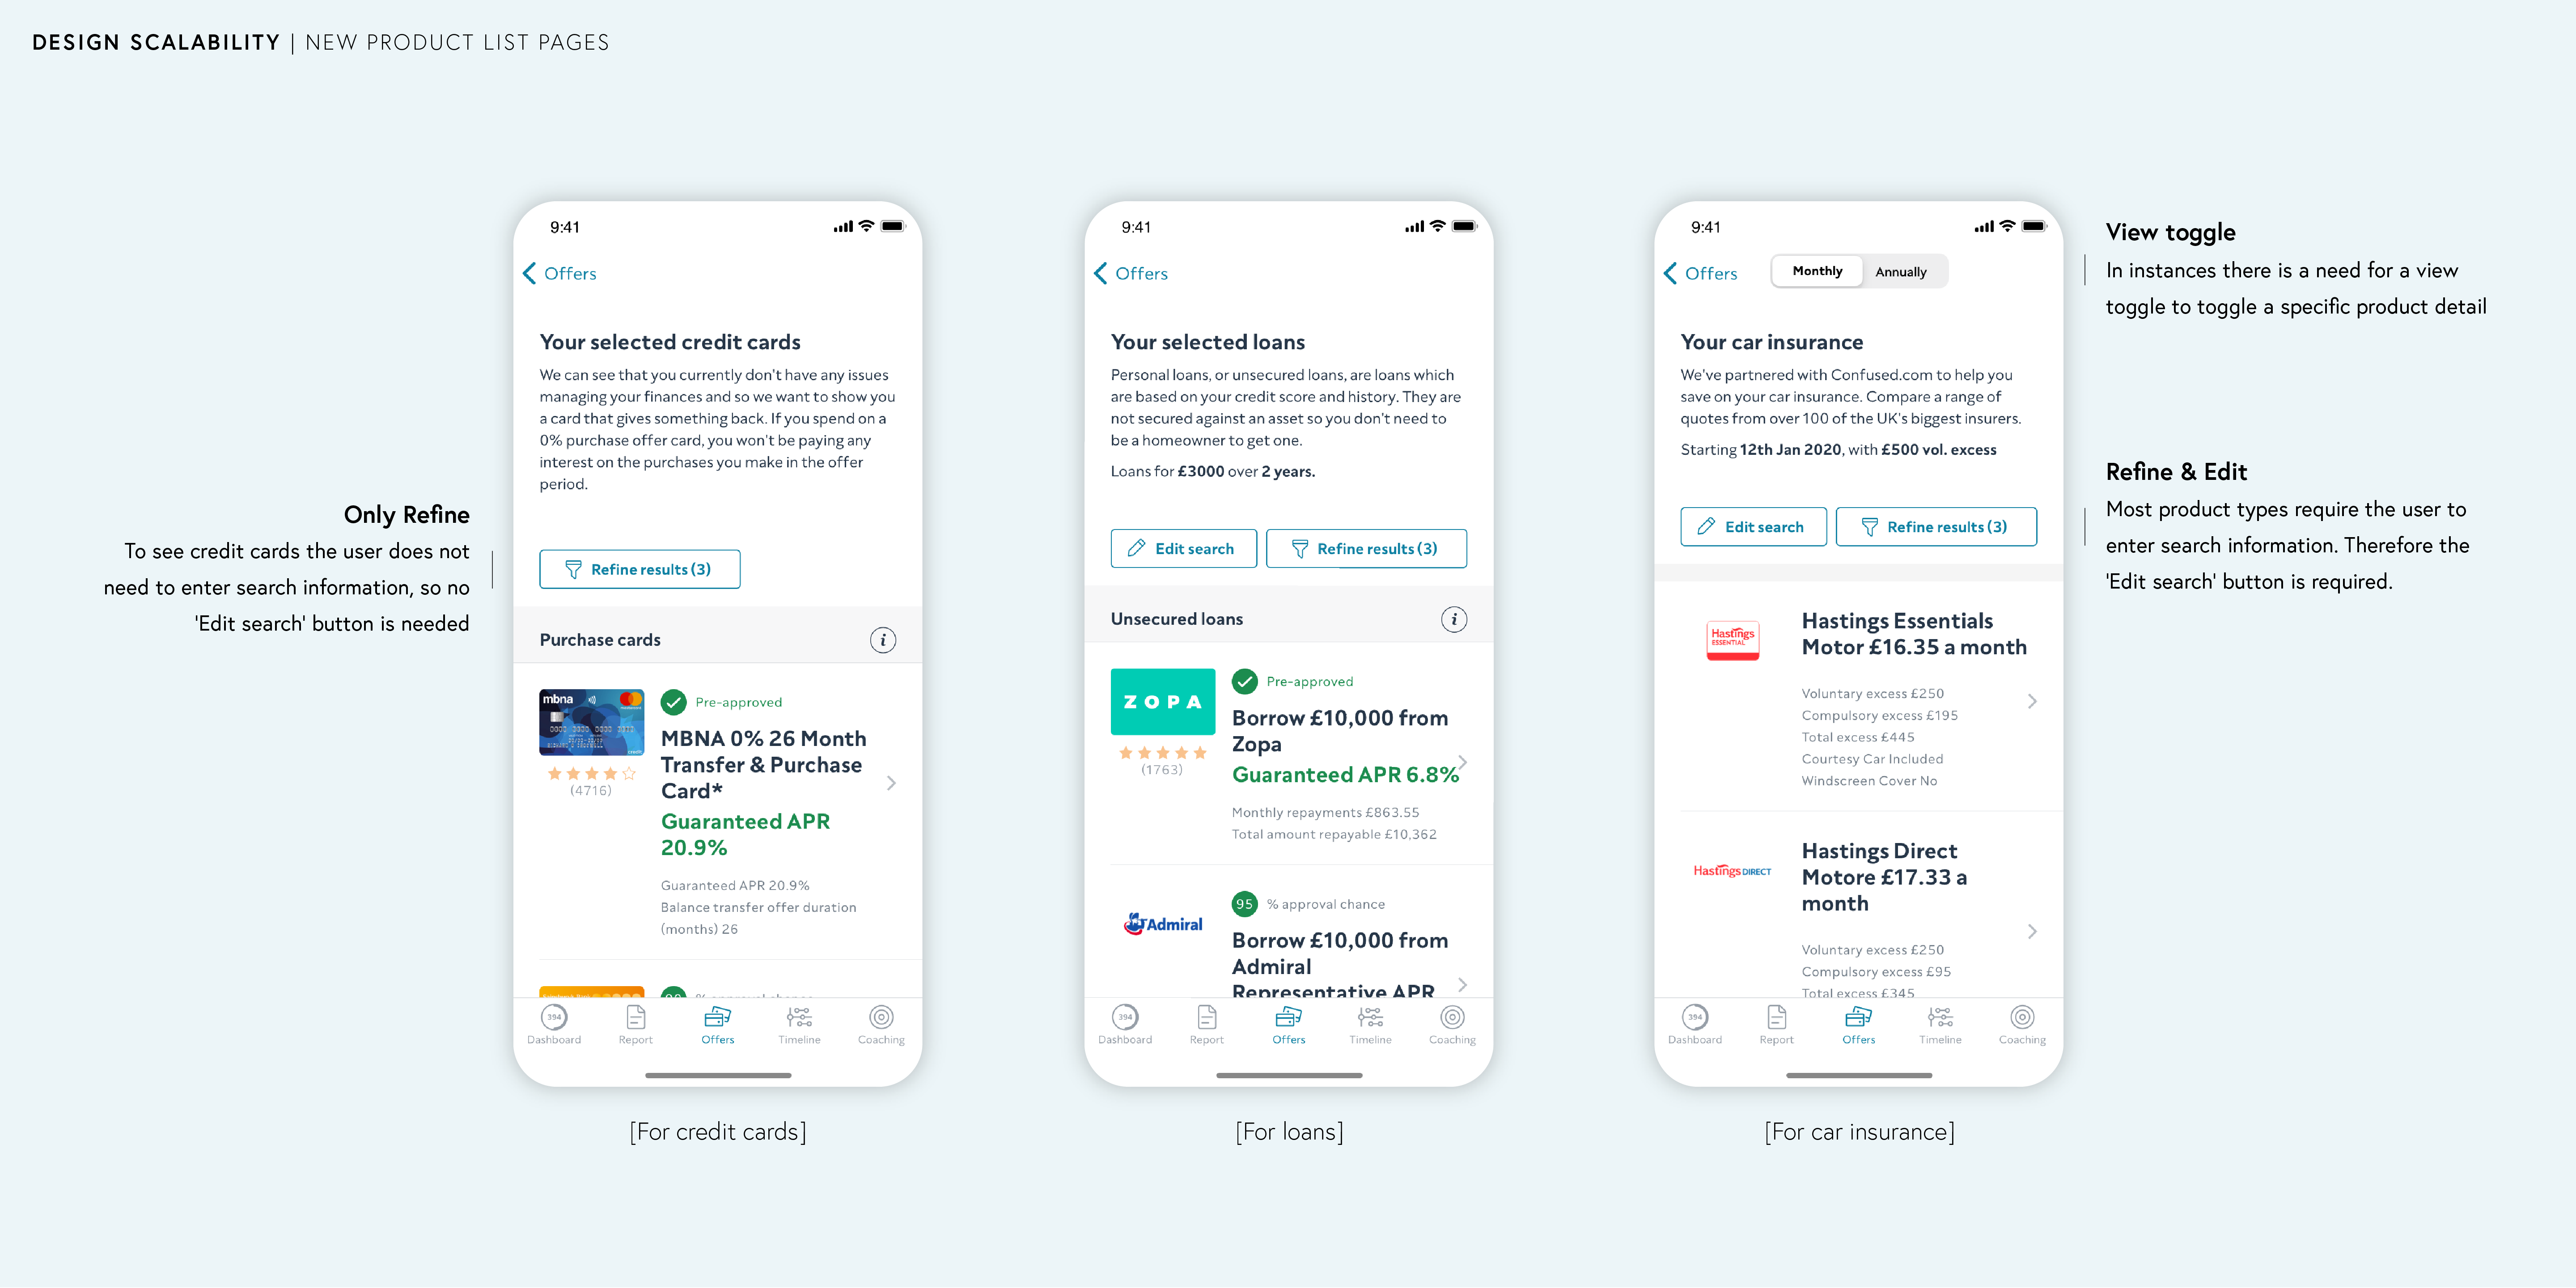 DESIGN SCALABILITY | NEW PRODUCT LIST PAGES
Only Refine
To see credit cards the user does not
need to enter search information, so no
'Edit search' button is needed
9:41
Offers
Your selected credit cards
We can see that you currently don't have any issues
managing your finances and so we want to show you
a card that gives something back. If you spend on a
0% purchase offer card, you won't be paying any
interest on the purchases you make in the offer
period.
Refine results (3)
Purchase cards
i
mbna
Pre-approved
MBNA 0% 26 Month
Transfer & Purchase
Card*
(4716)
Guaranteed APR
20.9%
Guaranteed APR 20.9%
Balance transfer offer duration
(months) 26
% approval chance
394
Dashboard
Report
Offers
Timeline
Coaching
[For credit cards]
9:41
Offers
Your selected loans
Personal loans, or unsecured loans, are loans which
are based on your credit score and history. They are
not secured against an asset so you don't need to
be a homeowner to get one.
Loans for £3000 over 2 years.
Edit search
Refine results (3)
Unsecured loans
i
ZOPA
(1763)
Pre-approved
Borrow £10,000 from
Zopa
Guaranteed APR 6.8%
Monthly repayments £863.55
Total amount repayable £10,362
Admiral
95 % approval chance
Borrow £10,000 from
Admiral
Representative APR
394
Dashboard
Report
Offers
Timeline
Coaching
[For loans]
9:41
Offers
Monthly
Annually
Your car insurance
We've partnered with Confused.com to help you
save on your car insurance. Compare a range of
quotes from over 100 of the UK's biggest insurers.
Starting 12th Jan 2020, with £500 vol. excess
Edit search
Refine results (3)
Hastings
ESSENTIAL
Hastings Essentials
Motor £16.35 a month
Voluntary excess £250
Compulsory excess £195
Total excess £445
Courtesy Car Included
Windscreen Cover No
Hastings DIRECT
Hastings Direct
Motore £17.33 a
month
Voluntary excess £250
Compulsory excess £95
Total excess £345
394
Dashboard
Report
Offers
Timeline
Coaching
[For car insurance]
View toggle
In instances there is a need for a view
toggle to toggle a specific product detail
Refine & Edit
Most product types require the user to
enter search information. Therefore the
'Edit search' button is required.